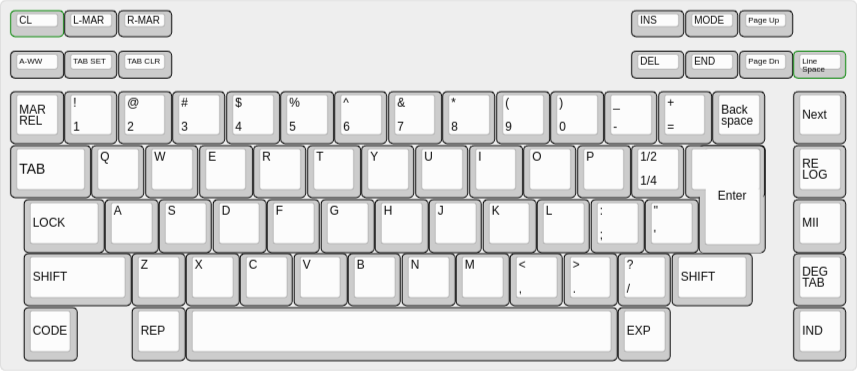 CL L-MAR R-MAR INS MODE Page Up
A-WW TAB SET TAB CLR DEL END Page Dn Line
Space
MAR
REL
! @ # $ % ^ & * ( ) _ +
1 2 3 4 5 6 7 8 9 0 - =
Back
space
Next
TAB Q W E R T Y U I O P 1/2
1/4
Enter
RE
LOG
LOCK A S D F G H J K L : "
; '
MII
SHIFT Z X C V B N M < > ?
, . /
SHIFT
DEG
TAB
CODE REP EXP IND